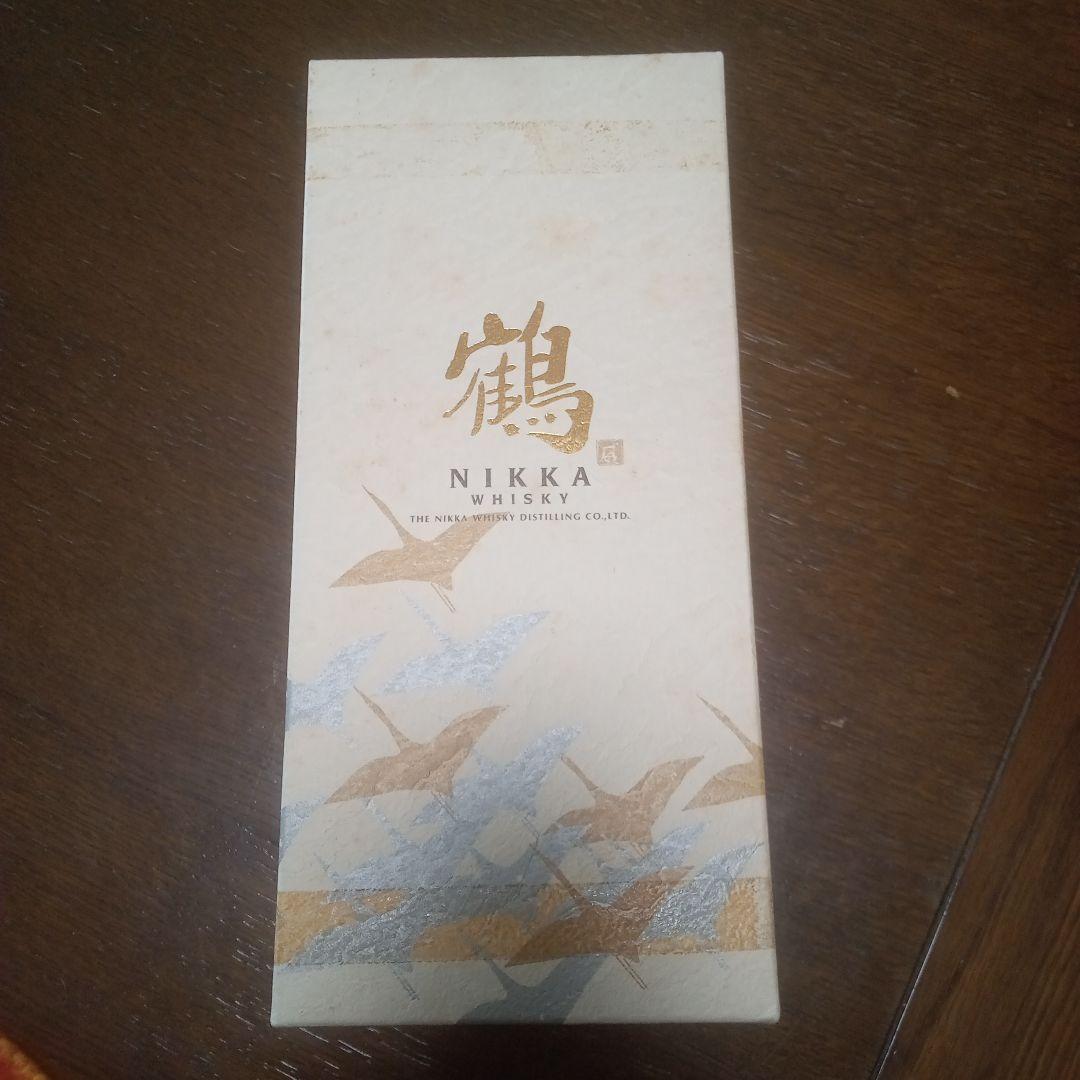 鶴
NIKKA
WHISKY
THE NIKKA WHISKY DISTILLING CO.,LTD.